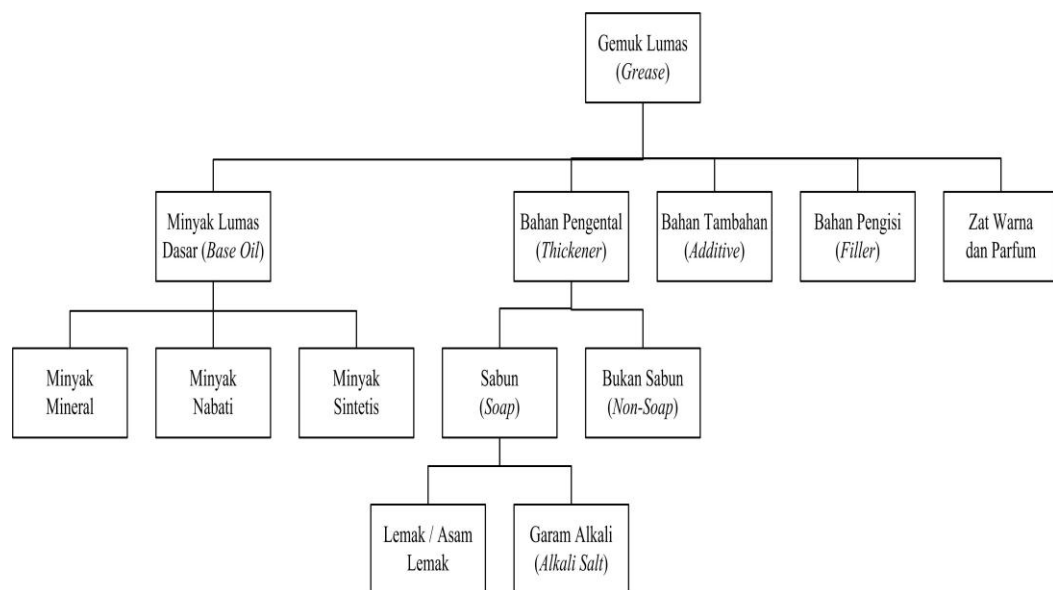 Gemuk Lumas
(Grease)
Minyak Lumas
Dasar (Base Oil)
Bahan Pengental
(Thickener)
Bahan Tambahan
(Additive)
Bahan Pengisi
(Filler)
Zat Warna
dan Parfum
Minyak
Mineral
Minyak
Nabati
Minyak
Sintetis
Sabun
(Soap)
Bukan Sabun
(Non-Soap)
Lemak / Asam
Lemak
Garam Alkali
(Alkali Salt)